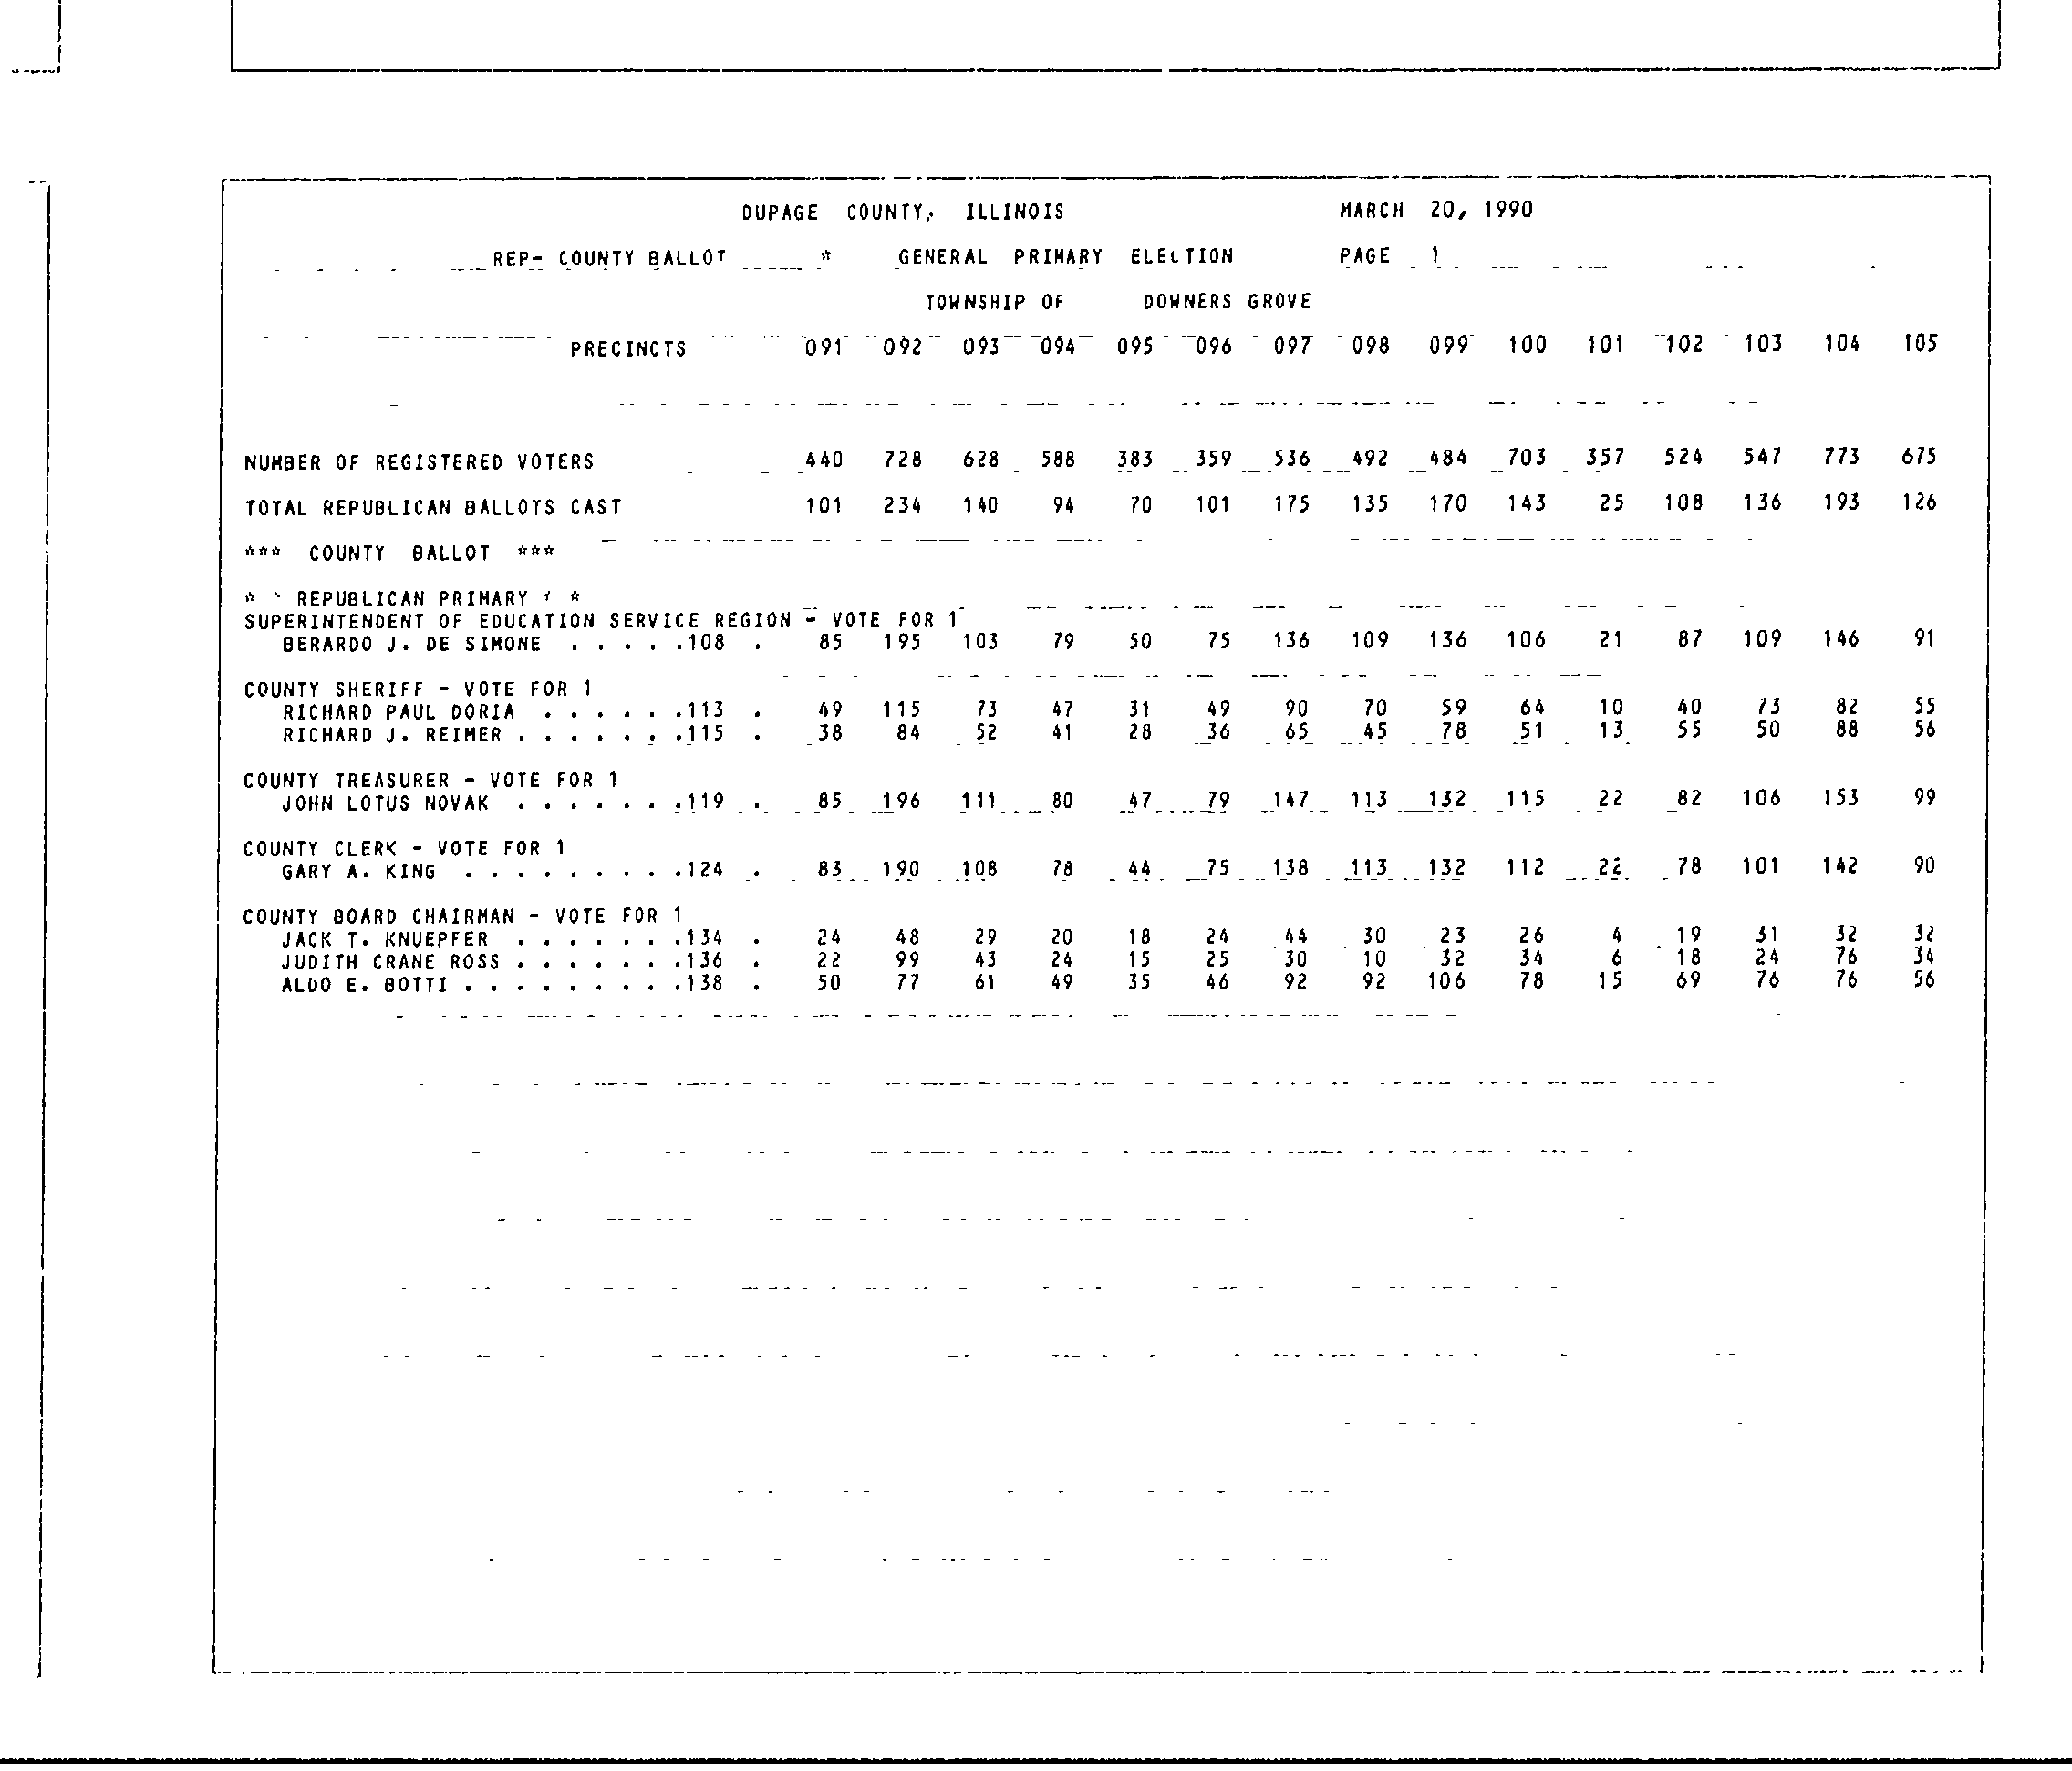 DUPAGE COUNTY, ILLINOIS MARCH 20, 1990
REP- COUNTY BALLOT * GENERAL PRIMARY ELECTION PAGE 1
TOWNSHIP OF DOWNERS GROVE
PRECINCTS 091 092 093 094 095 096 097 098 099 100 101 102 103 104 105
NUMBER OF REGISTERED VOTERS 440 728 628 588 383 359 536 492 484 703 357 524 547 773 675
TOTAL REPUBLICAN BALLOTS CAST 101 234 140 94 70 101 175 135 170 143 25 108 136 193 126
*** COUNTY BALLOT ***
* * REPUBLICAN PRIMARY * *
SUPERINTENDENT OF EDUCATION SERVICE REGION - VOTE FOR 1
BERARDO J. DE SIMONE . . . . .108 . 85 195 103 79 50 75 136 109 136 106 21 87 109 146 91
COUNTY SHERIFF - VOTE FOR 1
RICHARD PAUL DORIA . . . . . .113 . 49 115 73 47 31 49 90 70 59 64 10 40 73 82 55
RICHARD J. REIMER . . . . . . .115 . 38 84 52 41 28 36 65 45 78 51 13 55 50 88 56
COUNTY TREASURER - VOTE FOR 1
JOHN LOTUS NOVAK . . . . . . .119 . 85 196 111 80 47 79 147 113 132 115 22 82 106 153 99
COUNTY CLERK - VOTE FOR 1
GARY A. KING . . . . . . . . .124 . 83 190 108 78 44 75 138 113 132 112 22 78 101 142 90
COUNTY BOARD CHAIRMAN - VOTE FOR 1
JACK T. KNUEPFER . . . . . . .134 . 24 48 29 20 18 24 44 30 23 26 4 19 31 32 32
JUDITH CRANE ROSS . . . . . . .136 . 22 99 43 24 15 25 30 10 32 34 6 18 24 76 34
ALDO E. BOTTI . . . . . . . . .138 . 50 77 61 49 35 46 92 92 106 78 15 69 76 76 56